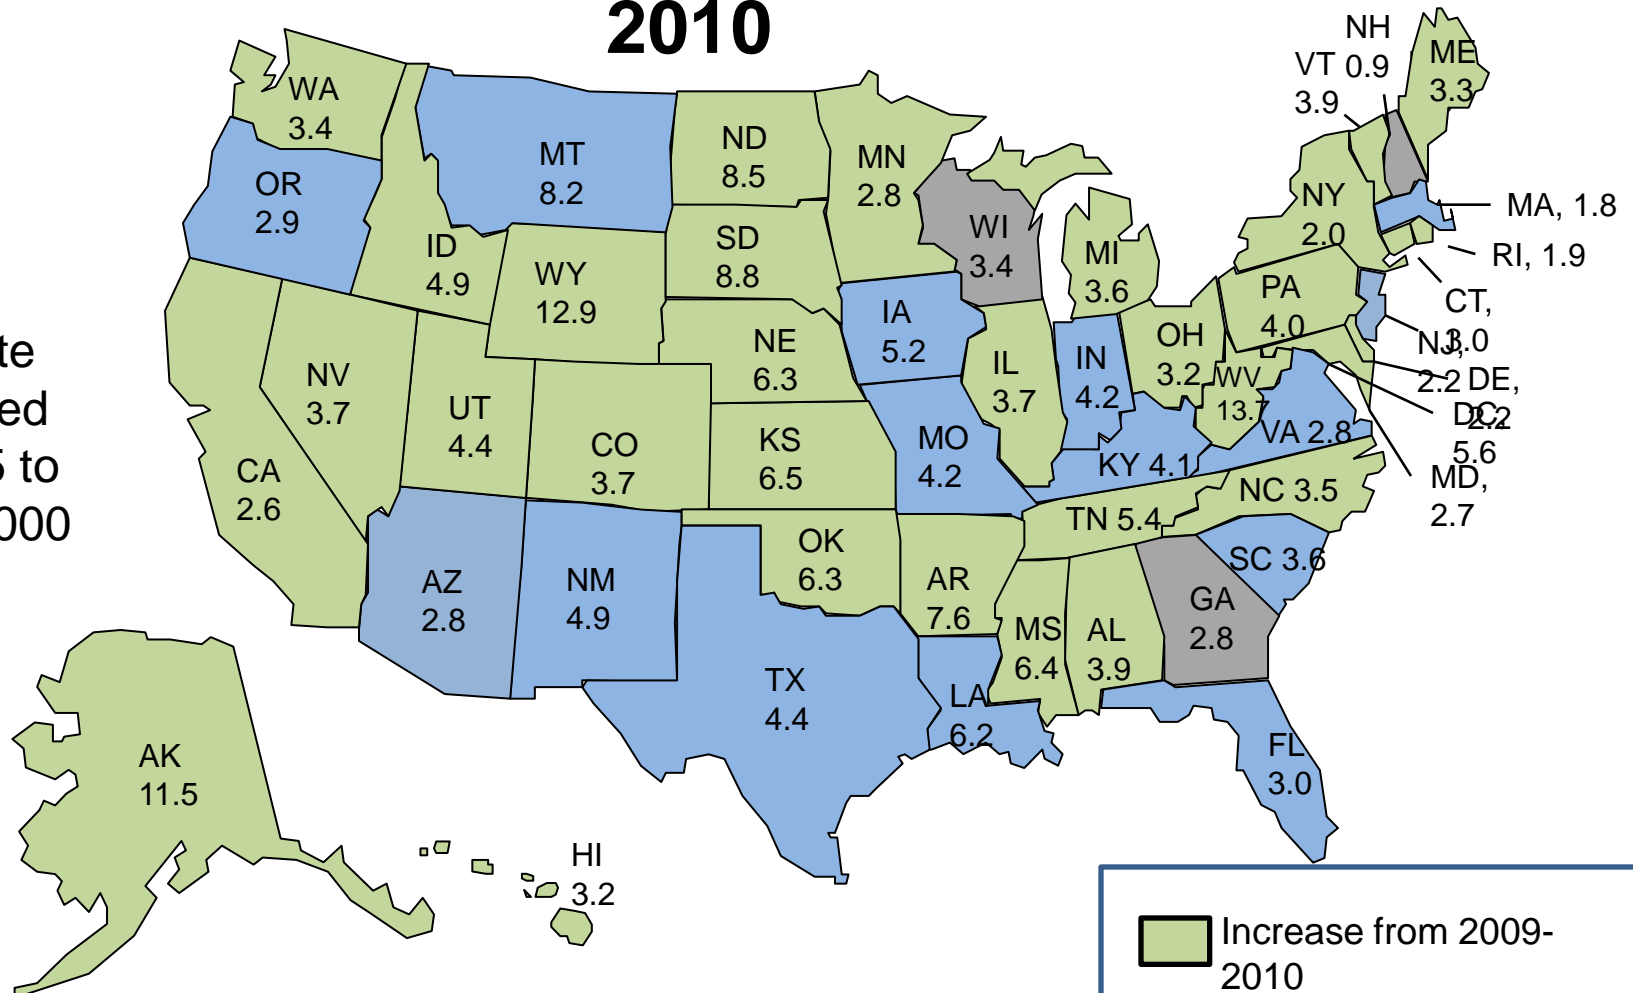 2010
NH
0.9
VT
3.9
ME
3.3
WA
3.4
MT
8.2
ND
8.5
MN
2.8
OR
2.9
ID
4.9
WY
12.9
SD
8.8
WI
3.4
MI
3.6
NY
2.0
MA, 1.8
RI, 1.9
CT,
3.0
NJ,
2.2
DE,
2.2
DC,
5.6
MD,
2.7
PA
4.0
IA
5.2
NE
6.3
IL
3.7
IN
4.2
OH
3.2
WV
13.7
VA 2.8
te
ed
5 to
000
NV
3.7
UT
4.4
CO
3.7
KS
6.5
MO
4.2
KY 4.1
CA
2.6
NC 3.5
TN 5.4
SC 3.6
AZ
2.8
NM
4.9
OK
6.3
AR
7.6
MS
6.4
AL
3.9
GA
2.8
TX
4.4
LA
6.2
FL
3.0
AK
11.5
HI
3.2
Increase from 2009-
2010